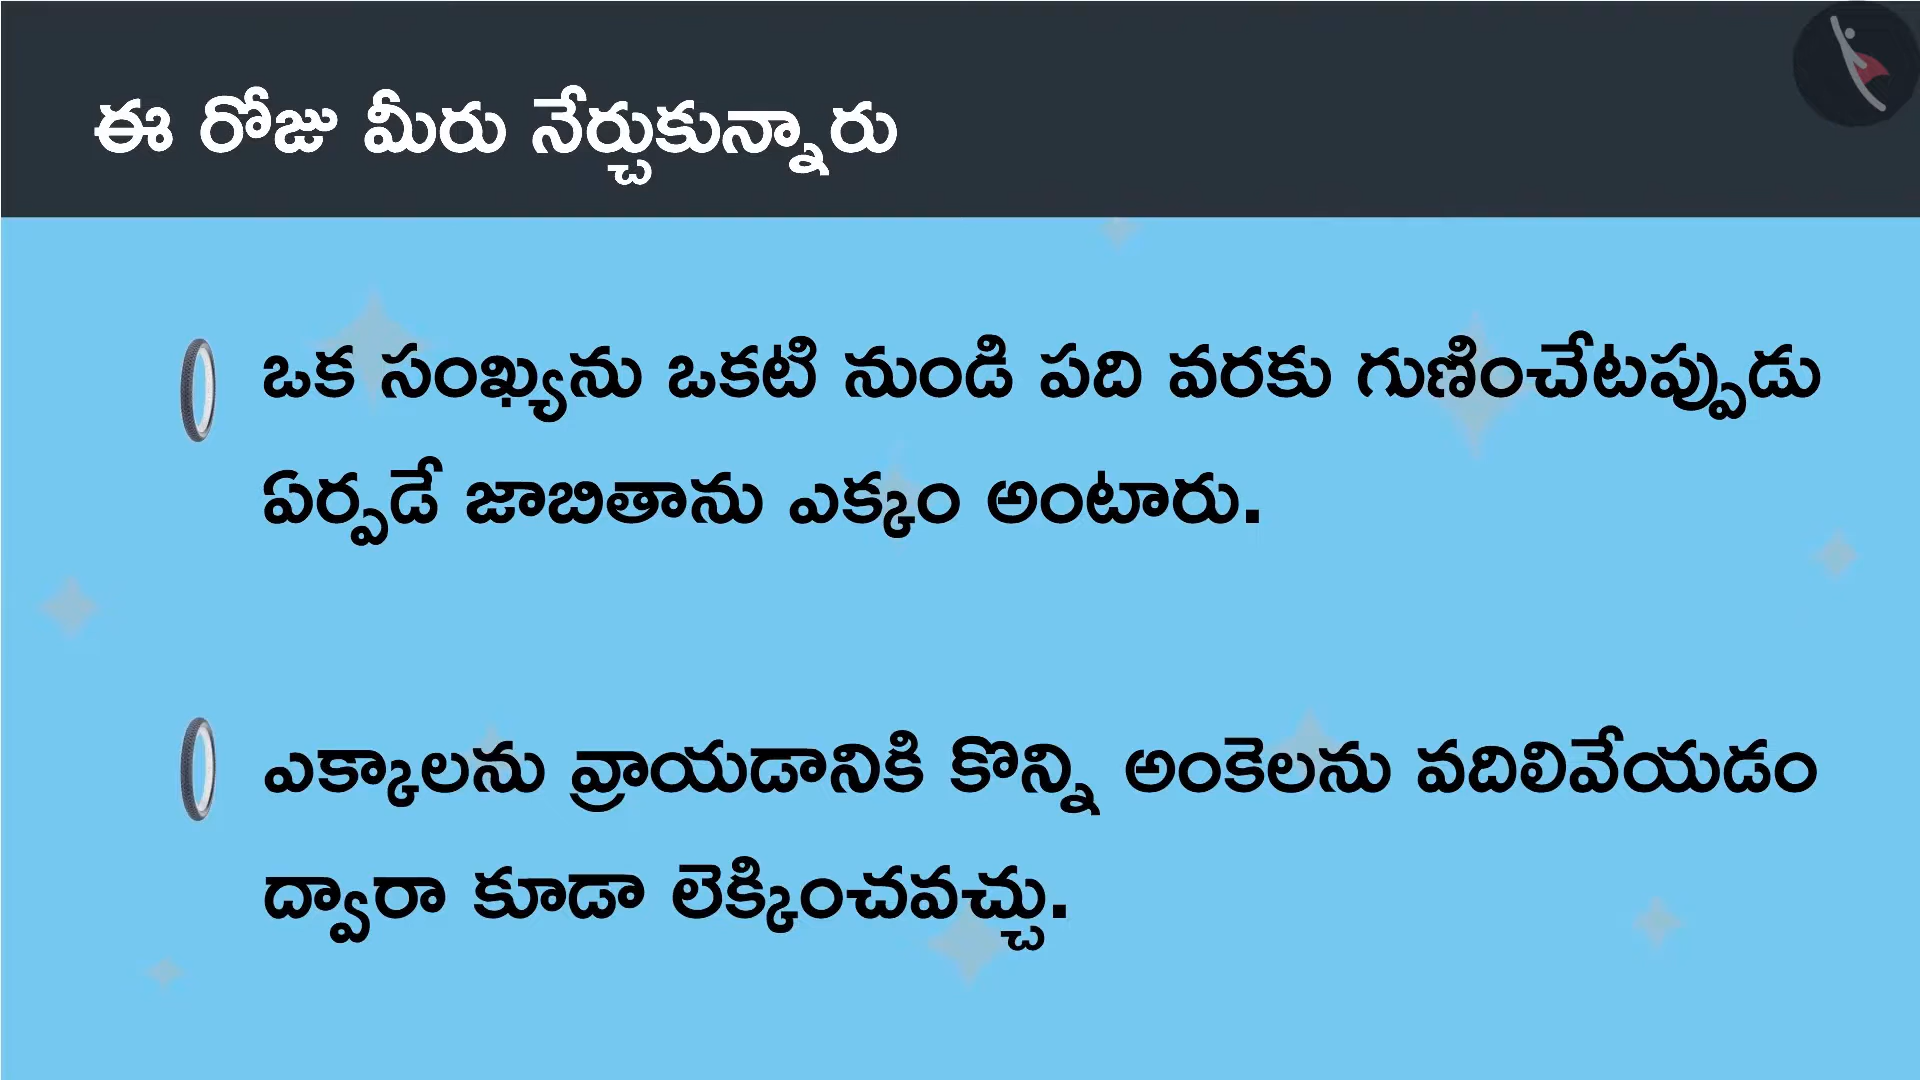 ఈ రోజు మీరు నేర్చుకున్నారు
ఒక సంఖ్యను ఒకటి నుండి పది వరకు గుణించేటప్పుడు
ఏర్పడే జాబితాను ఎక్కం అంటారు.
ఎక్కాలను వ్రాయడానికి కొన్ని అంకెలను వదిలివేయడం
ద్వారా కూడా లెక్కించవచ్చు.